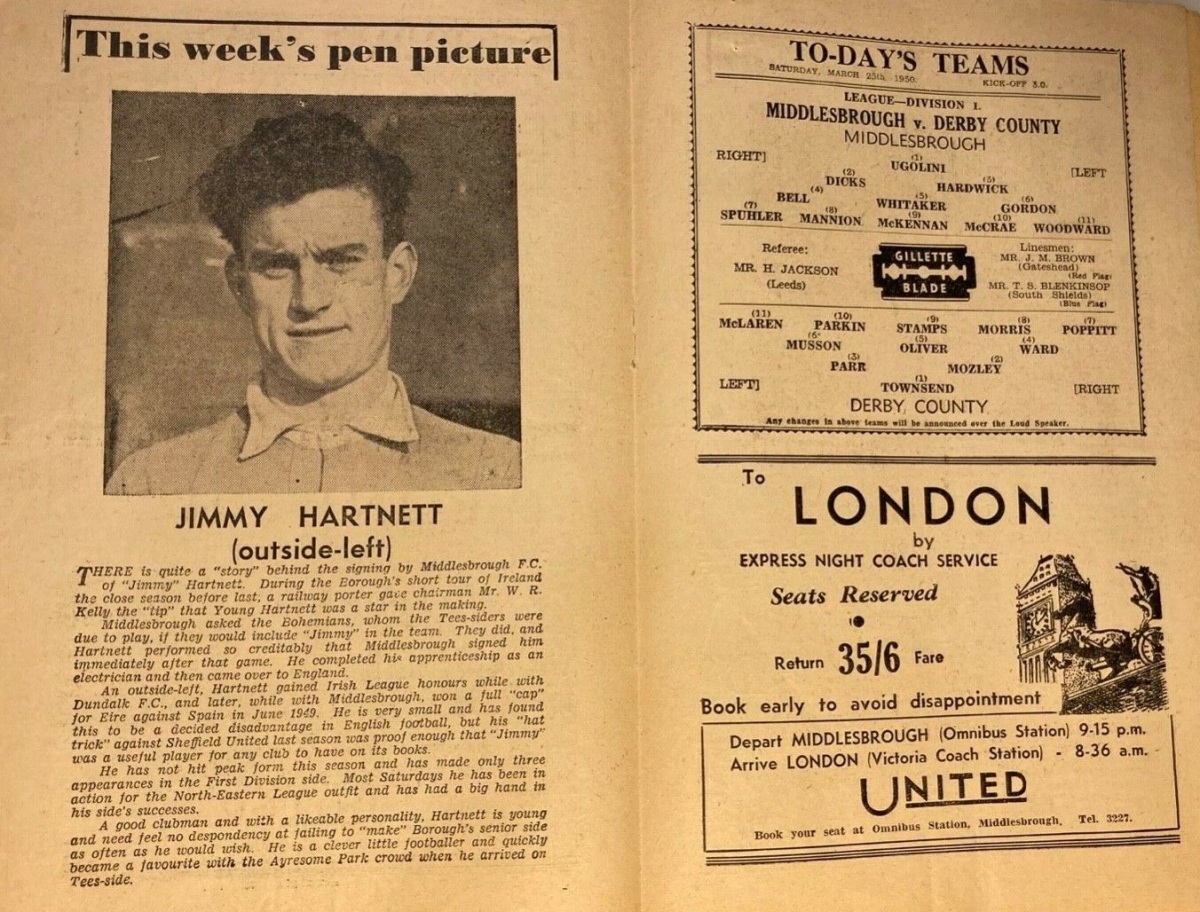 This week's pen picture
JIMMY HARTNETT
(outside-left)
THERE is quite a "story" behind the signing by Middlesbrough F.C.
of "Jimmy" Hartnett. During the Borough's short tour of Ireland
the close season before last, a railway porter gave chairman Mr. W. R.
Kelly the "tip" that Young Hartnett was a star in the making.
Middlesbrough asked the Bohemians, whom the Tees-siders were
due to play, if they would include "Jimmy" in the team. They did, and
Hartnett performed so creditably that Middlesbrough signed him
immediately after that game. He completed his apprenticeship as an
electrician and then came over to England.
An outside-left, Hartnett gained Irish League honours while with
Dundalk F.C., and later, while with Middlesbrough, won a full "cap"
for Eire against Spain in June 1949. He is very small and has found
this to be a decided disadvantage in English football, but his "hat
trick" against Sheffield United last season was proof enough that "Jimmy"
was a useful player for any club to have on its books.
He has not hit peak form this season and has made only three
appearances in the First Division side. Most Saturdays he has been in
action for the North-Eastern League outfit and has had a big hand in
his side's successes.
A good clubman and with a likeable personality, Hartnett is young
and need feel no despondency at failing to "make" Borough's senior side
as often as he would wish. He is a clever little footballer and quickly
became a favourite with the Ayresome Park crowd when he arrived on
Tees-side.
TO-DAY'S TEAMS
SATURDAY, MARCH 25th, 1950. KICK-OFF 3.0.
LEAGUE—DIVISION 1.
MIDDLESBROUGH v. DERBY COUNTY
MIDDLESBROUGH
RIGHT] (1) [LEFT
UGOLINI
(2) (3)
DICKS HARDWICK
(4) (5) (6)
BELL WHITAKER GORDON
(7) (8) (9) (10) (11)
SPUHLER MANNION McKENNAN McCRAE WOODWARD
Referee:
MR. H. JACKSON
(Leeds)
GILLETTE
BLADE
Linesmen:
MR. J. M. BROWN
(Gateshead)
(Red Flag)
MR. T. S. BLENKINSOP
(South Shields)
(Blue Flag)
(11) (10) (9) (8) (7)
McLAREN PARKIN STAMPS MORRIS POPPITT
(6) (5) (4)
MUSSON OLIVER WARD
(3) (2)
PARR MOZLEY
(1)
LEFT] TOWNSEND [RIGHT
DERBY COUNTY
Any changes in above teams will be announced over the Loud Speaker.
To
LONDON
by
EXPRESS NIGHT COACH SERVICE
Seats Reserved
Return 35/6 Fare
Book early to avoid disappointment
Depart MIDDLESBROUGH (Omnibus Station) 9-15 p.m.
Arrive LONDON (Victoria Coach Station) - 8-36 a.m.
UNITED
Book your seat at Omnibus Station, Middlesbrough. Tel. 3227.